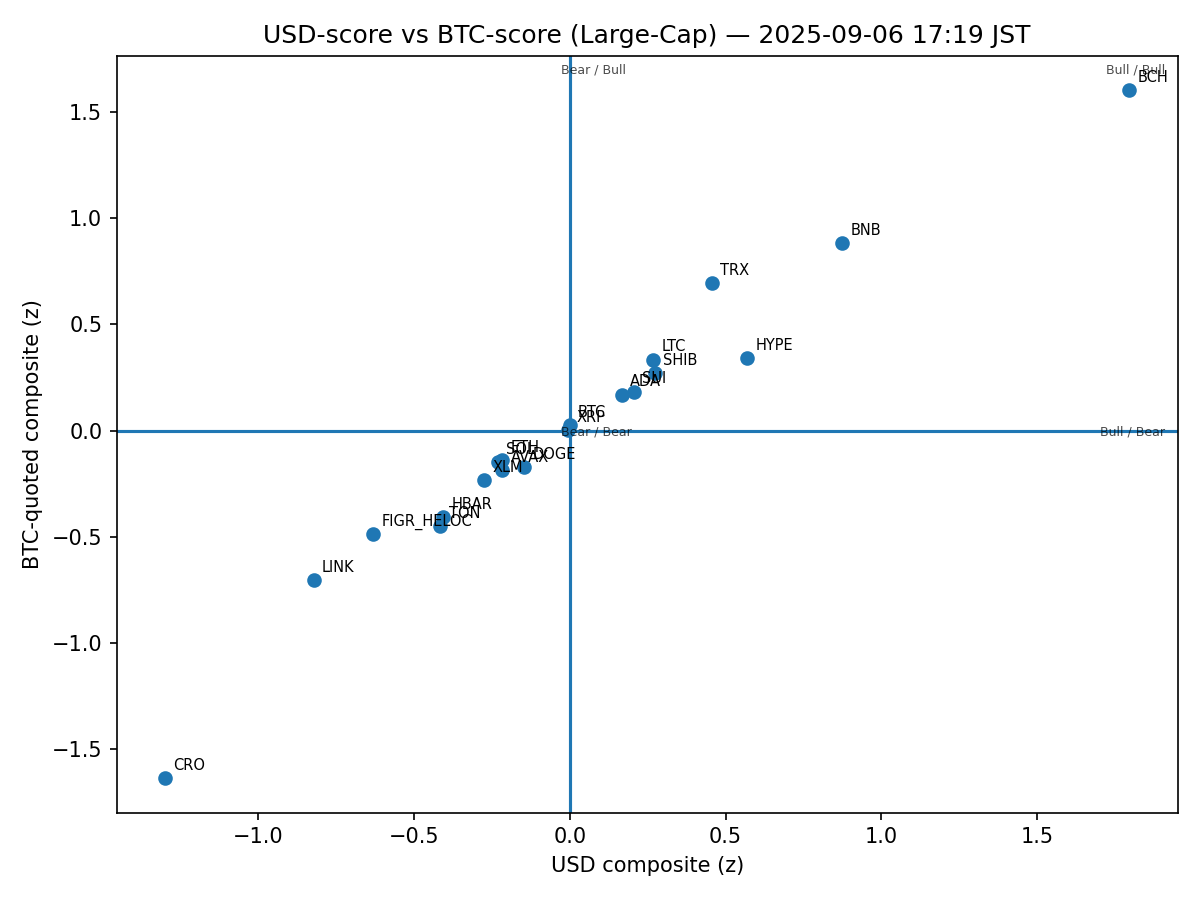 USD-score vs BTC-score (Large-Cap) — 2025-09-06 17:19 JST
Bear / Bull
Bull / Bull
BCH
1.5
BNB
1.0
TRX
0.5
LTC
HYPE
SHIB
SUI
ADA
BTC
XRP
0.0
Bear / Bear
Bull / Bear
ETH
SOL
DOGE
AVAX
XLM
HBAR
TON
FIGR_HELOC
−0.5
LINK
−1.0
−1.5
CRO
−1.0
−0.5
0.0
0.5
1.0
1.5
USD composite (z)
BTC-quoted composite (z)